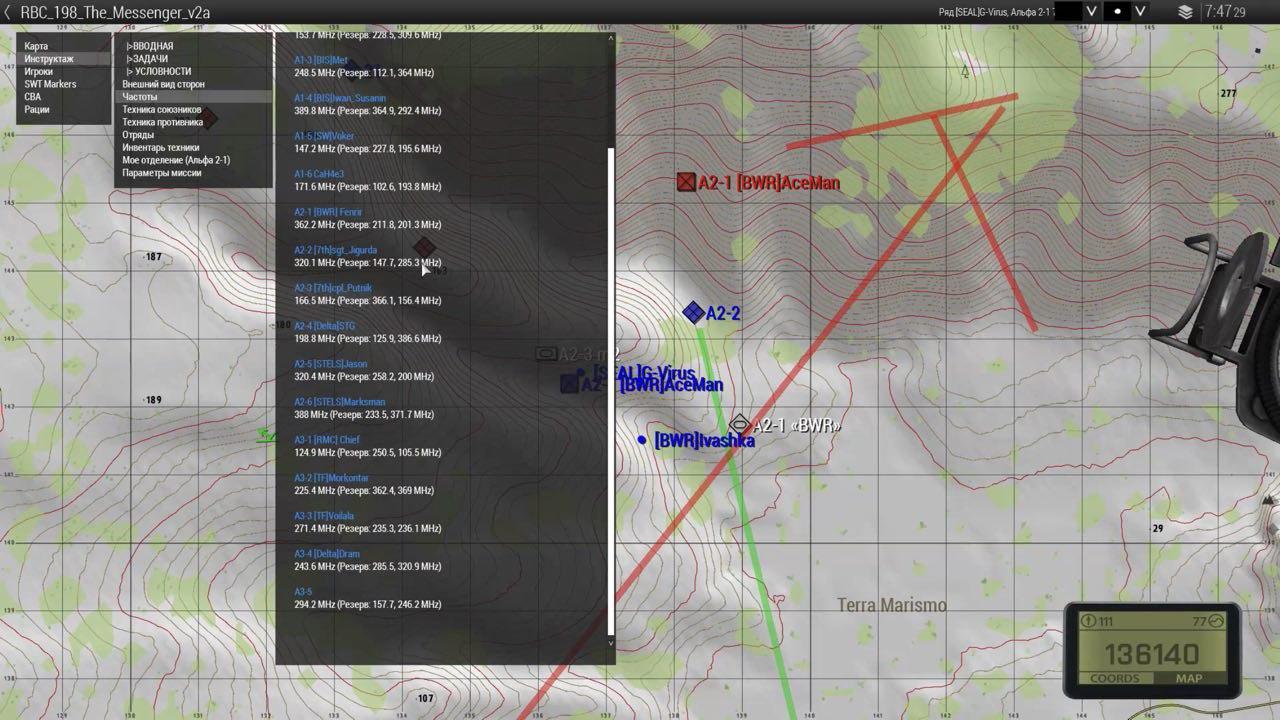 RBC_198_The_Messenger_v2a
Ряд [SEAL]G-Virus, Альфа 2-1
7:47 29
Карта
Инструктаж
Игроки
SWT Markers
CBA
Рации
|>ВВОДНАЯ
|>ЗАДАЧИ
|> УСЛОВНОСТИ
Внешний вид сторон
Частоты
Техника союзников
Техника противника
Отряды
Инвентарь техники
Мое отделение (Альфа 2-1)
Параметры миссии
153.7 MHz (Резерв: 228.5, 309.6 MHz)
A1-3 [BIS]Met
248.5 MHz (Резерв: 112.1, 364 MHz)
A1-4 [BIS]Iwan_Susanin
389.8 MHz (Резерв: 364.9, 292.4 MHz)
A1-5 [SW]Voker
147.2 MHz (Резерв: 227.8, 195.6 MHz)
A1-6 CaH4e3
171.6 MHz (Резерв: 102.6, 193.8 MHz)
A2-1 [BWR] Fenrir
362.2 MHz (Резерв: 211.8, 201.3 MHz)
A2-2 [7th]sgt_Jigurda
320.1 MHz (Резерв: 147.7, 285.3 MHz)
A2-3 [7th]cpl_Putnik
166.5 MHz (Резерв: 366.1, 156.4 MHz)
A2-4 [Delta]STG
198.8 MHz (Резерв: 125.9, 386.6 MHz)
A2-5 [STELS]Jason
320.4 MHz (Резерв: 258.2, 200 MHz)
A2-6 [STELS]Marksman
388 MHz (Резерв: 233.5, 371.7 MHz)
A3-1 [RMC] Chief
124.9 MHz (Резерв: 250.5, 105.5 MHz)
A3-2 [TF]Morkontar
225.4 MHz (Резерв: 362.4, 369 MHz)
A3-3 [TF]Voilala
271.4 MHz (Резерв: 235.3, 236.1 MHz)
A3-4 [Delta]Dram
243.6 MHz (Резерв: 285.5, 320.9 MHz)
A3-5
294.2 MHz (Резерв: 157.7, 246.2 MHz)
277
A2-1 [BWR]AceMan
187
A2-2
A2-3
[SEAL]G-Virus
[BWR]AceMan
189
A2-1 «BWR»
[BWR]Ivashka
29
Terra Marismo
107
111
77
136140
COORDS MAP